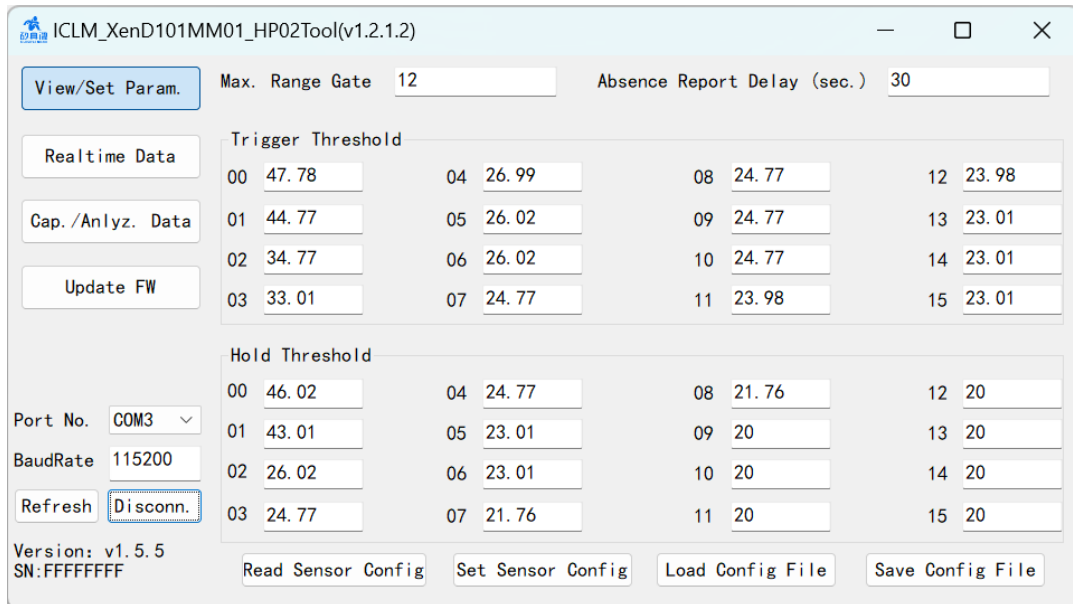 ICLM_XenD101MM01_HP02Tool(v1.2.1.2)
View/Set Param.
Max. Range Gate 12 Absence Report Delay (sec.) 30
Realtime Data
Cap./Anlyz. Data
Update FW
Trigger Threshold
00 47.78 04 26.99 08 24.77 12 23.98
01 44.77 05 26.02 09 24.77 13 23.01
02 34.77 06 26.02 10 24.77 14 23.01
03 33.01 07 24.77 11 23.98 15 23.01
Hold Threshold
00 46.02 04 24.77 08 21.76 12 20
01 43.01 05 23.01 09 20 13 20
02 26.02 06 23.01 10 20 14 20
03 24.77 07 21.76 11 20 15 20
Port No. COM3
BaudRate 115200
Refresh Disconn.
Version: v1.5.5
SN:FFFFFFFF
Read Sensor Config Set Sensor Config Load Config File Save Config File